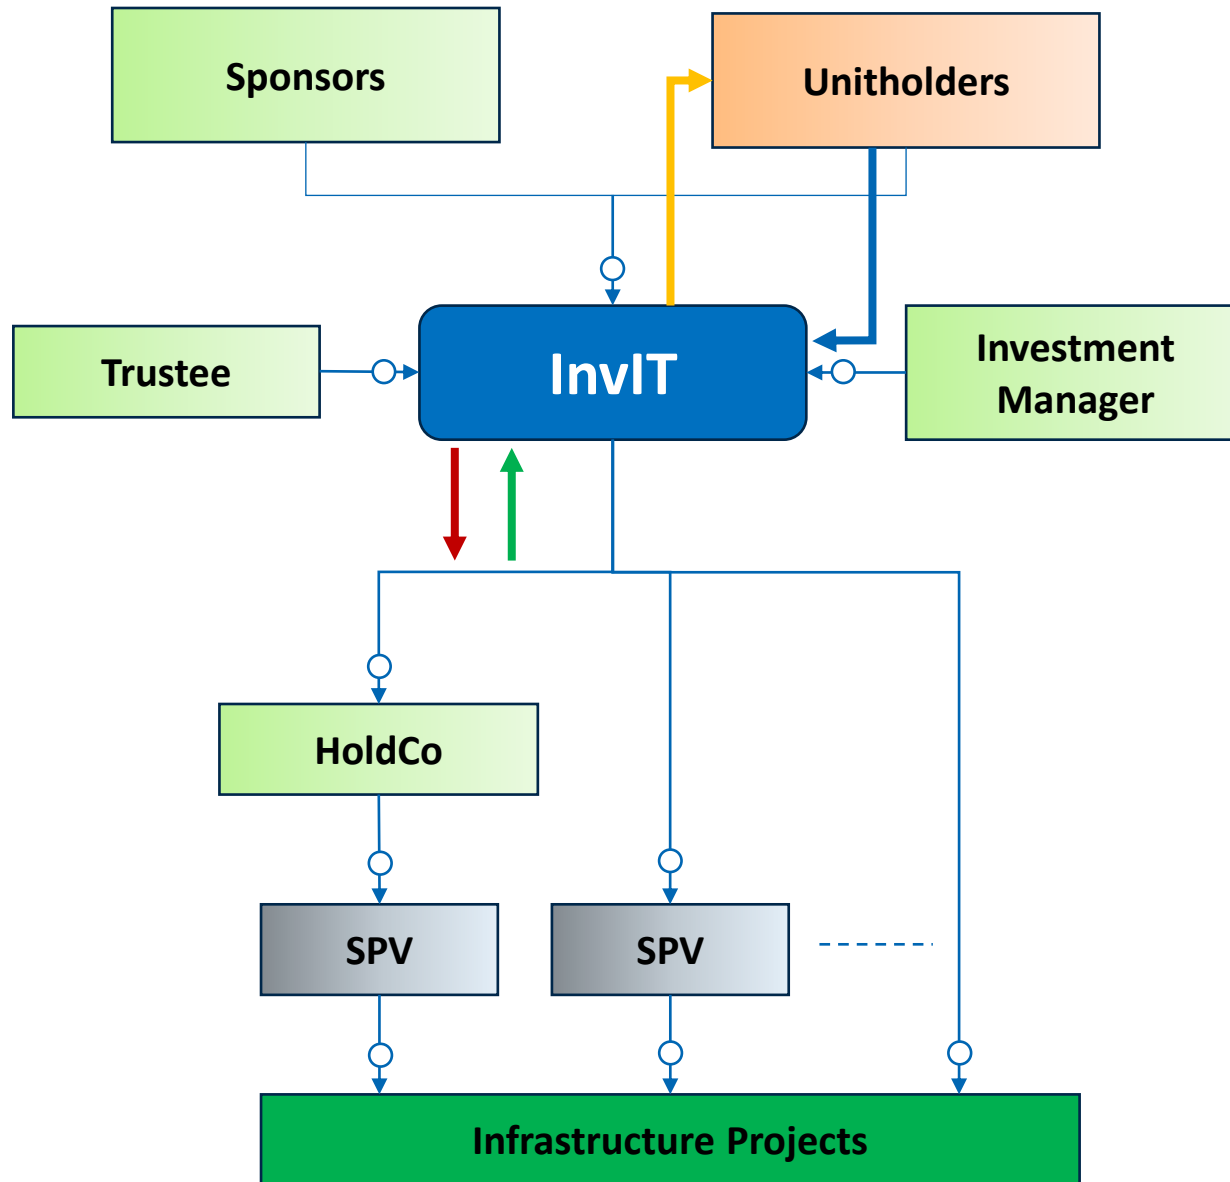 Sponsors
Unitholders
Trustee
InvIT
Investment
Manager
HoldCo
SPV
SPV
Infrastructure Projects